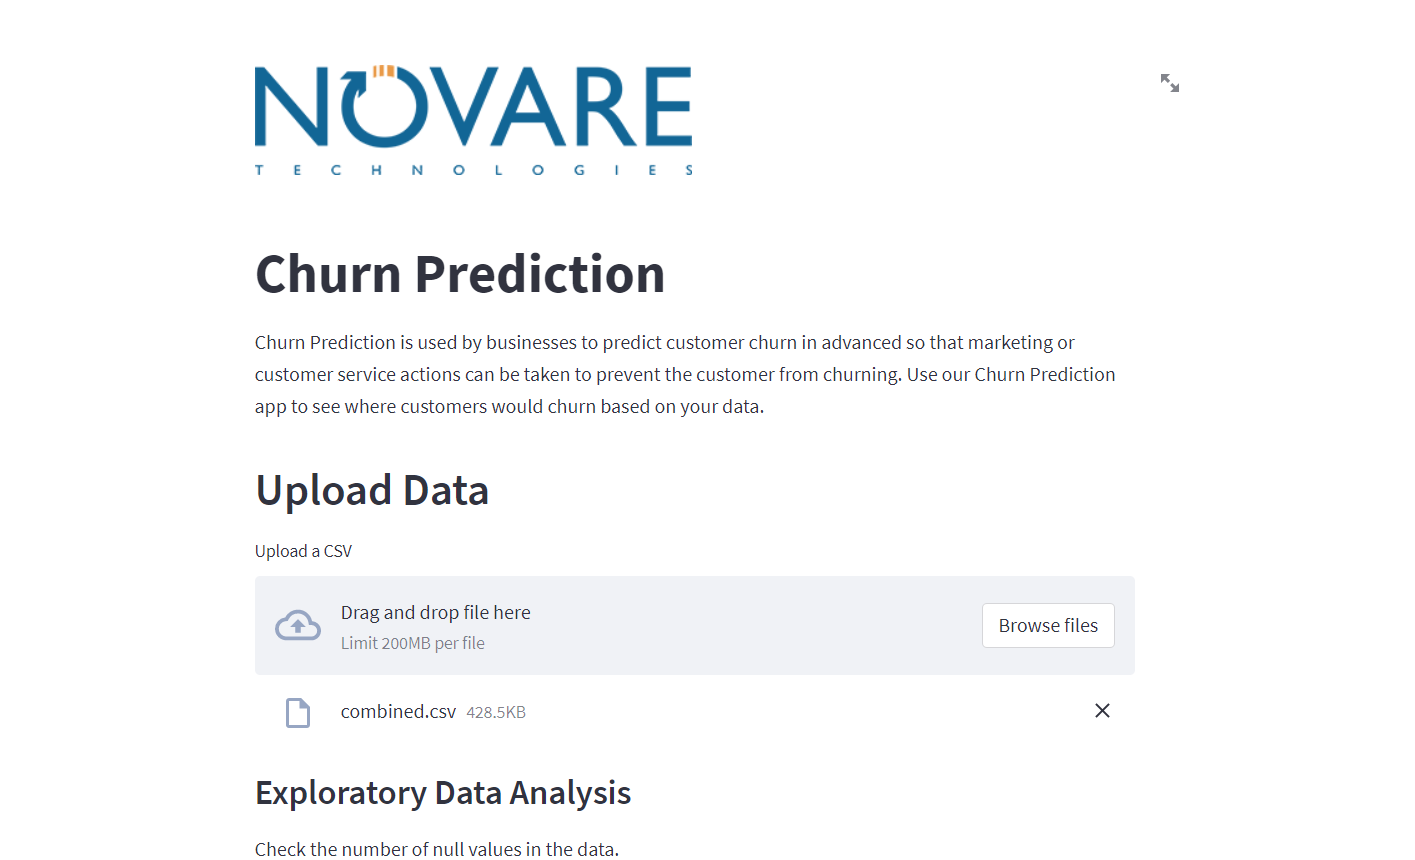 NOVARE
TECHNOLOGIES
Churn Prediction
Churn Prediction is used by businesses to predict customer churn in advanced so that marketing or
customer service actions can be taken to prevent the customer from churning. Use our Churn Prediction
app to see where customers would churn based on your data.
Upload Data
Upload a CSV
Drag and drop file here
Limit 200MB per file
Browse files
combined.csv 428.5KB
Exploratory Data Analysis
Check the number of null values in the data.